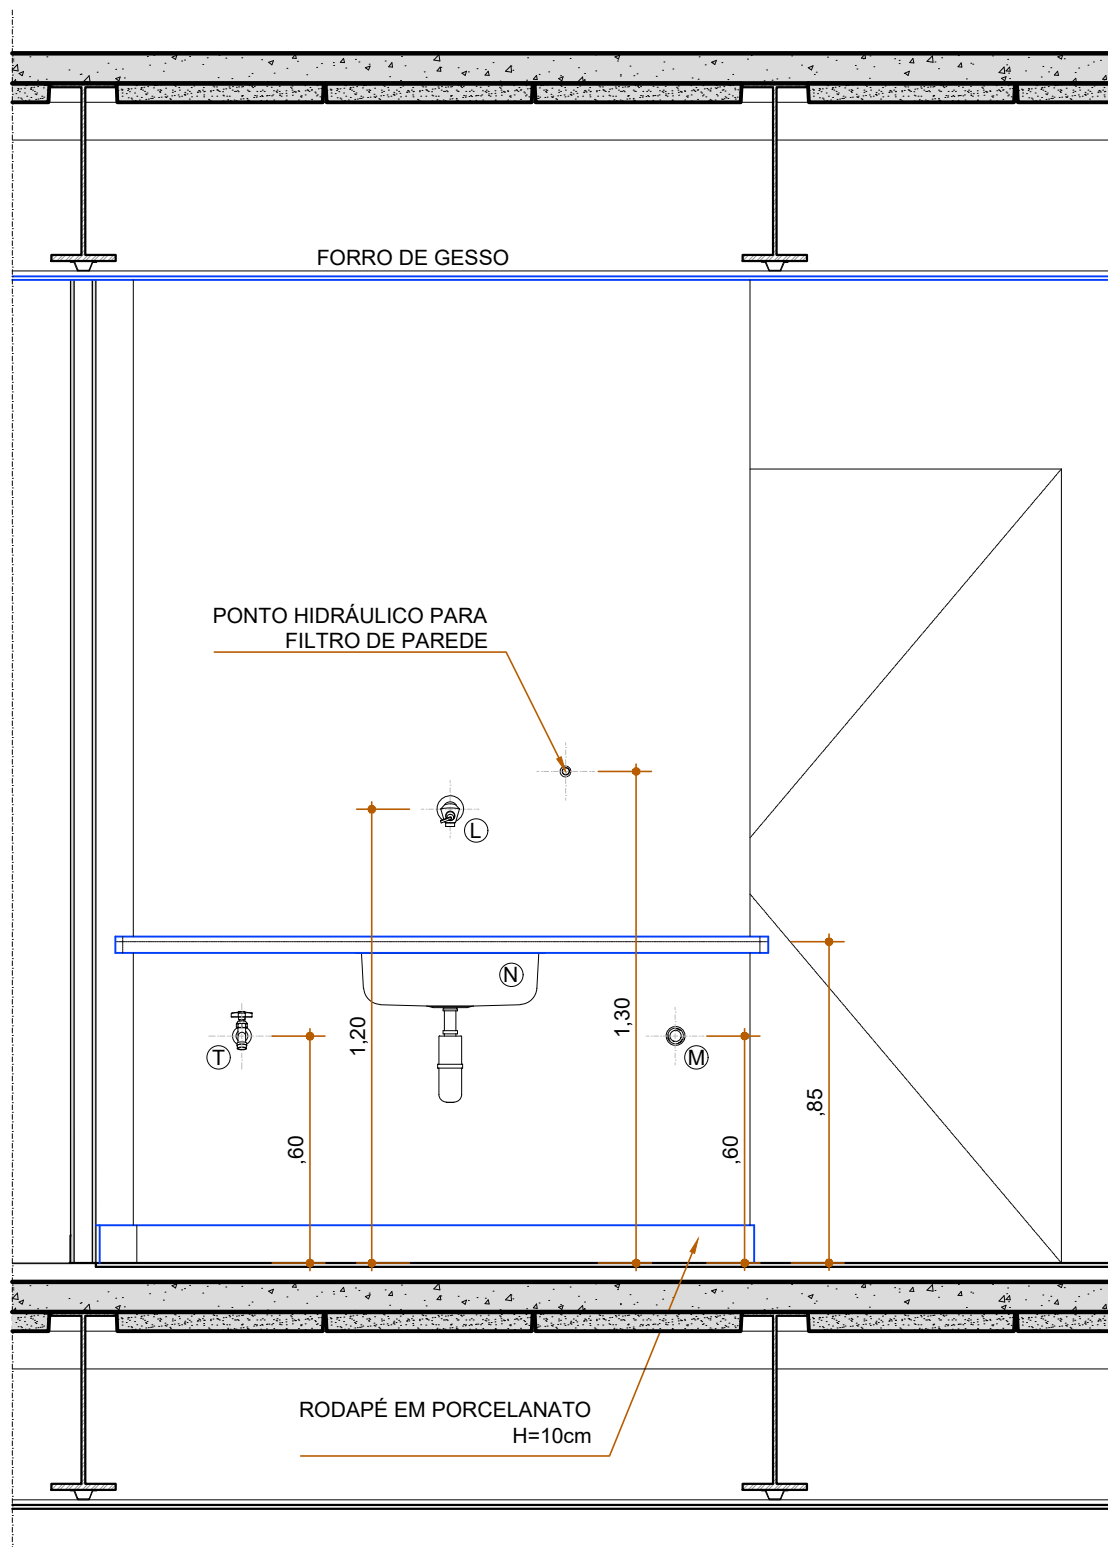 FORRO DE GESSO
PONTO HIDRÁULICO PARA
FILTRO DE PAREDE
L
N
1,20
1,30
T
M
,85
,60
,60
RODAPÉ EM PORCELANATO
H=10cm